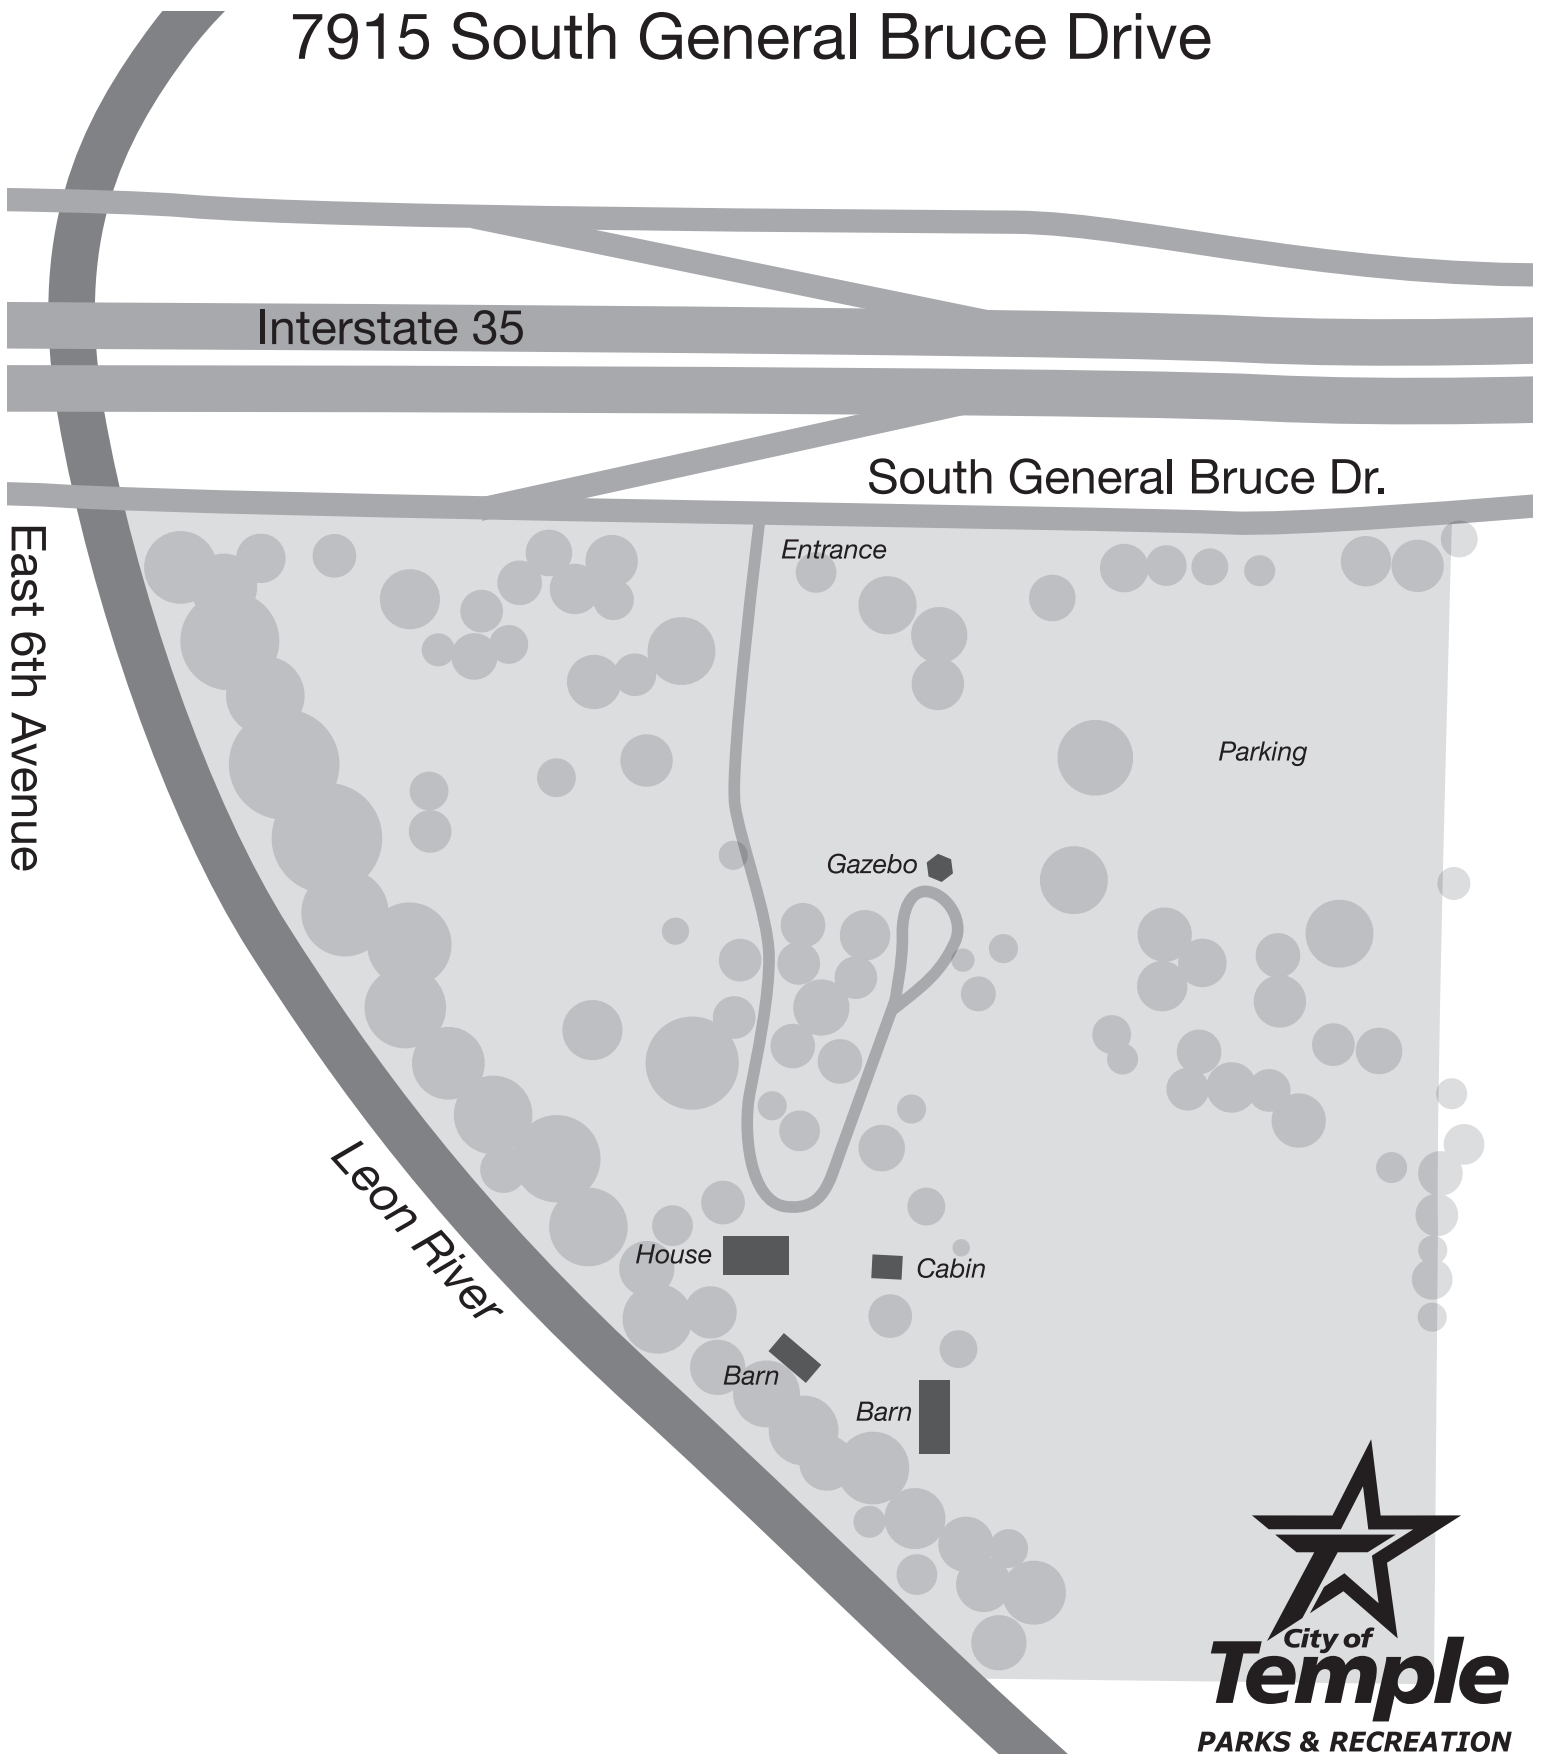 7915 South General Bruce Drive
Interstate 35
South General Bruce Dr.
East 6th Avenue
Entrance
Parking
Gazebo
Leon River
House
Cabin
Barn
Barn
City of
Temple
PARKS & RECREATION